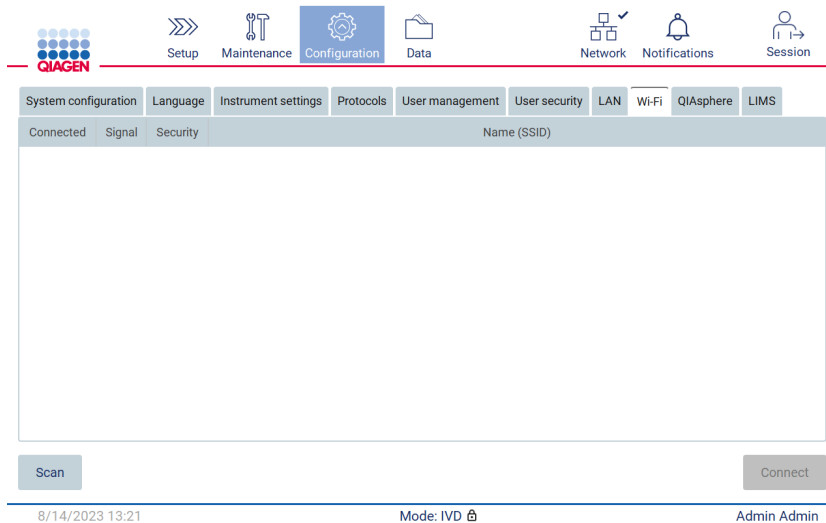 QIAGEN
Setup Maintenance Configuration Data Network Notifications Session
System configuration Language Instrument settings Protocols User management User security LAN Wi-Fi QIAsphere LIMS
Connected Signal Security Name (SSID)
Scan Connect
8/14/2023 13:21 Mode: IVD Admin Admin